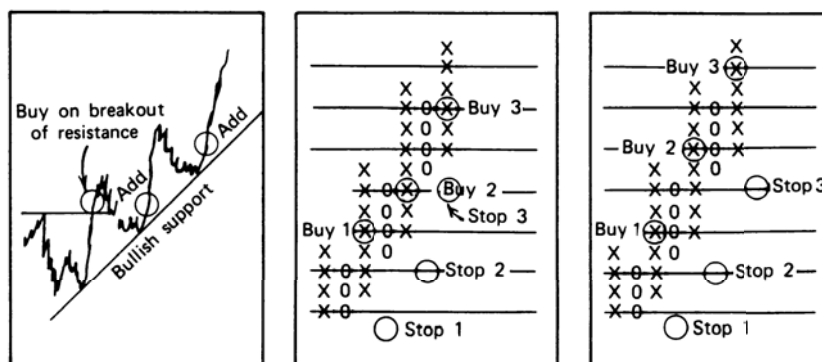 Buy on breakout
of resistance
Add
Add
Bullish support
Buy 3
Buy 2
Stop 3
Buy 1
Stop 2
Stop 1
Buy 3
Buy 2
Stop 3
Buy 1
Stop 2
Stop 1